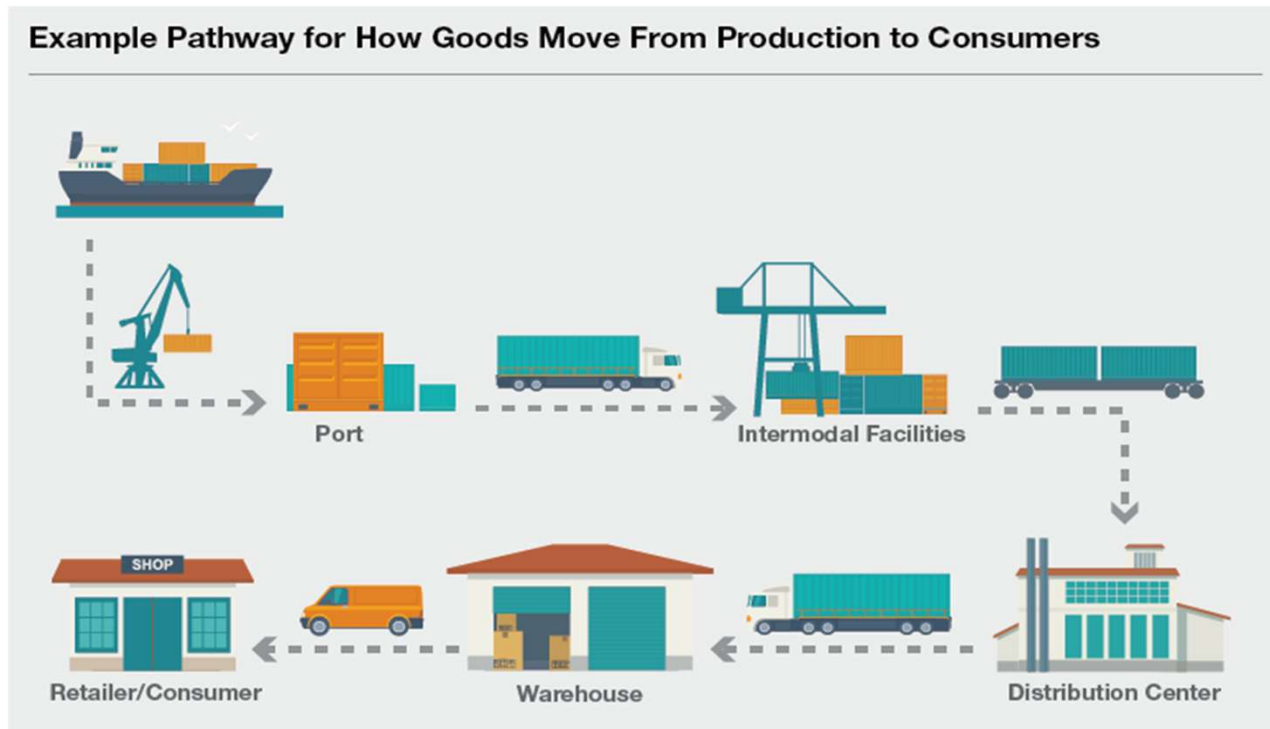 Example Pathway for How Goods Move From Production to Consumers
Port
Intermodal Facilities
SHOP
Retailer/Consumer
Warehouse
Distribution Center